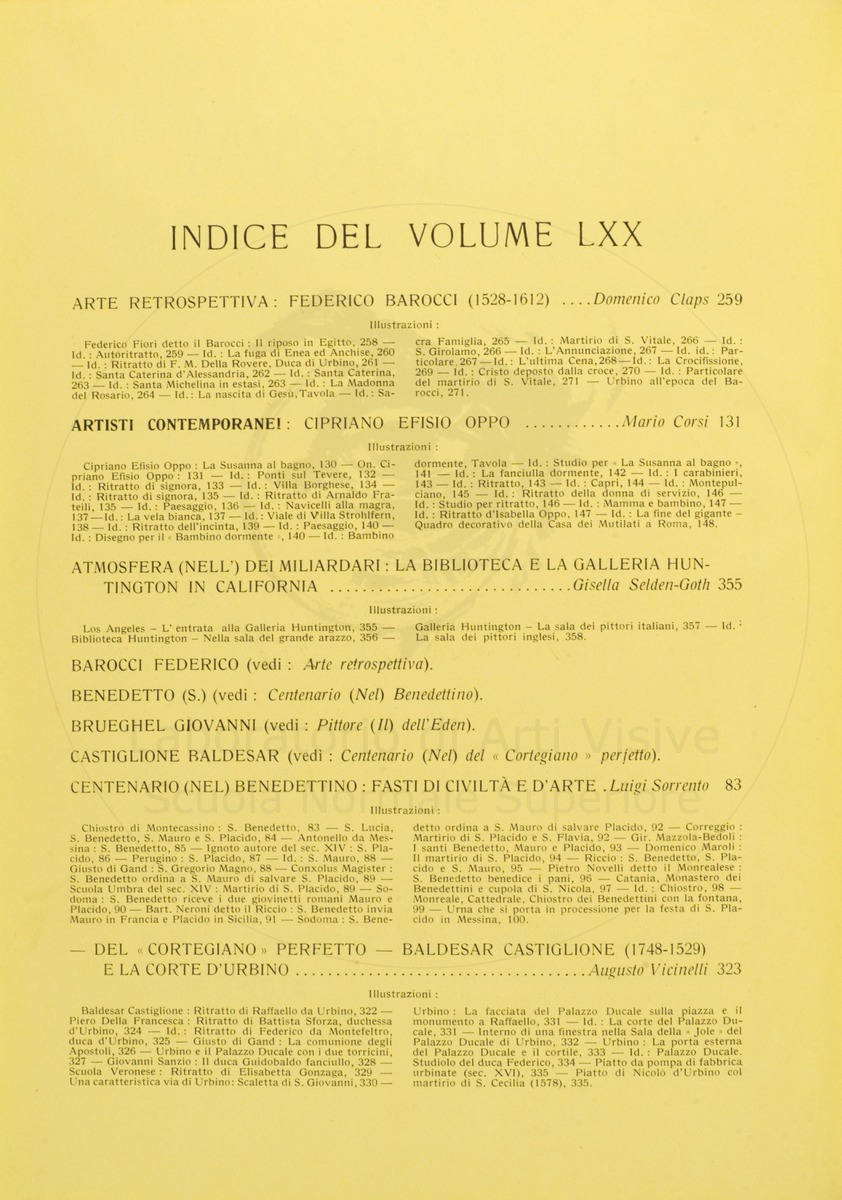 INDICE DEL VOLUME LXX
ARTE RETROSPETTIVA: FEDERICO BAROCCI (1528-1612) ....Domenico Claps 259
Illustrazioni:
Federico Fiori detto il Barocci: Il riposo in Egitto, 258 —
Id.: Autoritratto, 259 — Id.: La fuga di Enea ed Anchise, 260
— Id.: Ritratto di F. M. Della Rovere, Duca di Urbino, 261 —
Id.: Santa Caterina d'Alessandria, 262 — Id.: Santa Caterina,
263 — Id.: Santa Michelina in estasi, 263 — Id.: La Madonna
del Rosario, 264 — Id.: La nascita di Gesù, Tavola — Id.: Sa-
cra Famiglia, 265 — Id.: Martirio di S. Vitale, 266 — Id.:
S. Girolamo, 266 — Id.: L'Annunciazione, 267 — Id. id.: Par-
ticolare, 267 — Id.: L'ultima Cena, 268 — Id.: La Crocifissione,
269 — Id.: Cristo deposto dalla croce, 270 — Id.: Particolare
del martirio di S. Vitale, 271 — Urbino all'epoca del Ba-
rocci, 271.
ARTISTI CONTEMPORANEI: CIPRIANO EFISIO OPPO ............Mario Corsi 131
Illustrazioni:
Cipriano Efisio Oppo: La Susanna al bagno, 130 — On. Ci-
priano Efisio Oppo: 131 — Id.: Ponti sul Tevere, 132 —
Id.: Ritratto di signora, 133 — Id.: Villa Borghese, 134 —
Id.: Ritratto di signora, 135 — Id.: Ritratto di Arnaldo Fra-
teili, 135 — Id.: Paesaggio, 136 — Id.: Navicelli alla magra,
137 — Id.: La vela bianca, 137 — Id.: Viale di Villa Strohlfern,
138 — Id.: Ritratto dell'incinta, 139 — Id.: Paesaggio, 140 —
Id.: Disegno per il « Bambino dormente », 140 — Id.: Bambino
dormente, Tavola — Id.: Studio per « La Susanna al bagno »,
141 — Id.: La fanciulla dormente, 142 — Id.: I carabinieri,
143 — Id.: Ritratto, 143 — Id.: Capri, 144 — Id.: Montepul-
ciano, 145 — Id.: Ritratto della donna di servizio, 146 —
Id.: Studio per ritratto, 146 — Id.: Mamma e bambino, 147 —
Id.: Ritratto d'Isabella Oppo, 147 — Id.: La fine del gigante –
Quadro decorativo della Casa dei Mutilati a Roma, 148.
ATMOSFERA (NELL') DEI MILIARDARI: LA BIBLIOTECA E LA GALLERIA HUN-
TINGTON IN CALIFORNIA .............................Gisella Selden-Goth 355
Illustrazioni:
Los Angeles – L'entrata alla Galleria Huntington, 355 —
Biblioteca Huntington – Nella sala del grande arazzo, 356 —
Galleria Huntington – La sala dei pittori italiani, 357 — Id.:
La sala dei pittori inglesi, 358.
BAROCCI FEDERICO (vedi: Arte retrospettiva).
BENEDETTO (S.) (vedi: Centenario (Nel) Benedettino).
BRUEGHEL GIOVANNI (vedi: Pittore (Il) dell'Eden).
CASTIGLIONE BALDESAR (vedi: Centenario (Nel) del « Cortegiano » perfetto).
CENTENARIO (NEL) BENEDETTINO: FASTI DI CIVILTÀ E D'ARTE .Luigi Sorrento 83
Illustrazioni:
Chiostro di Montecassino: S. Benedetto, 83 — S. Lucia,
S. Benedetto, S. Mauro e S. Placido, 84 — Antonello da Mes-
sina: S. Benedetto, 85 — Ignoto autore del sec. XIV: S. Pla-
cido, 86 — Perugino: S. Placido, 87 — Id.: S. Mauro, 88 —
Giusto di Gand: S. Gregorio Magno, 88 — Conxolus Magister:
S. Benedetto ordina a S. Mauro di salvare S. Placido, 89 —
Scuola Umbra del sec. XIV: Martirio di S. Placido, 89 — So-
doma: S. Benedetto riceve i due giovinetti romani Mauro e
Placido, 90 — Bart. Neroni detto il Riccio: S. Benedetto invia
Mauro in Francia e Placido in Sicilia, 91 — Sodoma: S. Bene-
detto ordina a S. Mauro di salvare Placido, 92 — Correggio:
Martirio di S. Placido e S. Flavia, 92 — Gir. Mazzola-Bedoli:
I santi Benedetto, Mauro e Placido, 93 — Domenico Maroli:
Il martirio di S. Placido, 94 — Riccio: S. Benedetto, S. Pla-
cido e S. Mauro, 95 — Pietro Novelli detto il Monrealese:
S. Benedetto benedice i pani, 96 — Catania, Monastero dei
Benedettini e cupola di S. Nicola, 97 — Id.: Chiostro, 98 —
Monreale, Cattedrale, Chiostro dei Benedettini con la fontana,
99 — Urna che si porta in processione per la festa di S. Pla-
cido in Messina, 100.
— DEL « CORTEGIANO » PERFETTO — BALDESAR CASTIGLIONE (1748-1529)
E LA CORTE D'URBINO ...................................Augusto Vicinelli 323
Illustrazioni:
Baldesar Castiglione: Ritratto di Raffaello da Urbino, 322 —
Piero Della Francesca: Ritratto di Battista Sforza, duchessa
d'Urbino, 324 — Id.: Ritratto di Federico da Montefeltro,
duca d'Urbino, 325 — Giusto di Gand: La comunione degli
Apostoli, 326 — Urbino e il Palazzo Ducale con i due torricini,
327 — Giovanni Sanzio: Il duca Guidobaldo fanciullo, 328 —
Scuola Veronese: Ritratto di Elisabetta Gonzaga, 329 —
Una caratteristica via di Urbino: Scaletta di S. Giovanni, 330 —
Urbino: La facciata del Palazzo Ducale sulla piazza e il
monumento a Raffaello, 331 — Id.: La corte del Palazzo Du-
cale, 331 — Interno di una finestra nella Sala della « Jole » del
Palazzo Ducale di Urbino, 332 — Urbino: La porta esterna
del Palazzo Ducale e il cortile, 333 — Id.: Palazzo Ducale.
Studiolo del duca Federico, 334 — Piatto da pompa di fabbrica
urbinate (sec. XVI), 335 — Piatto di Nicolò d'Urbino col
martirio di S. Cecilia (1578), 335.
Arti Visive